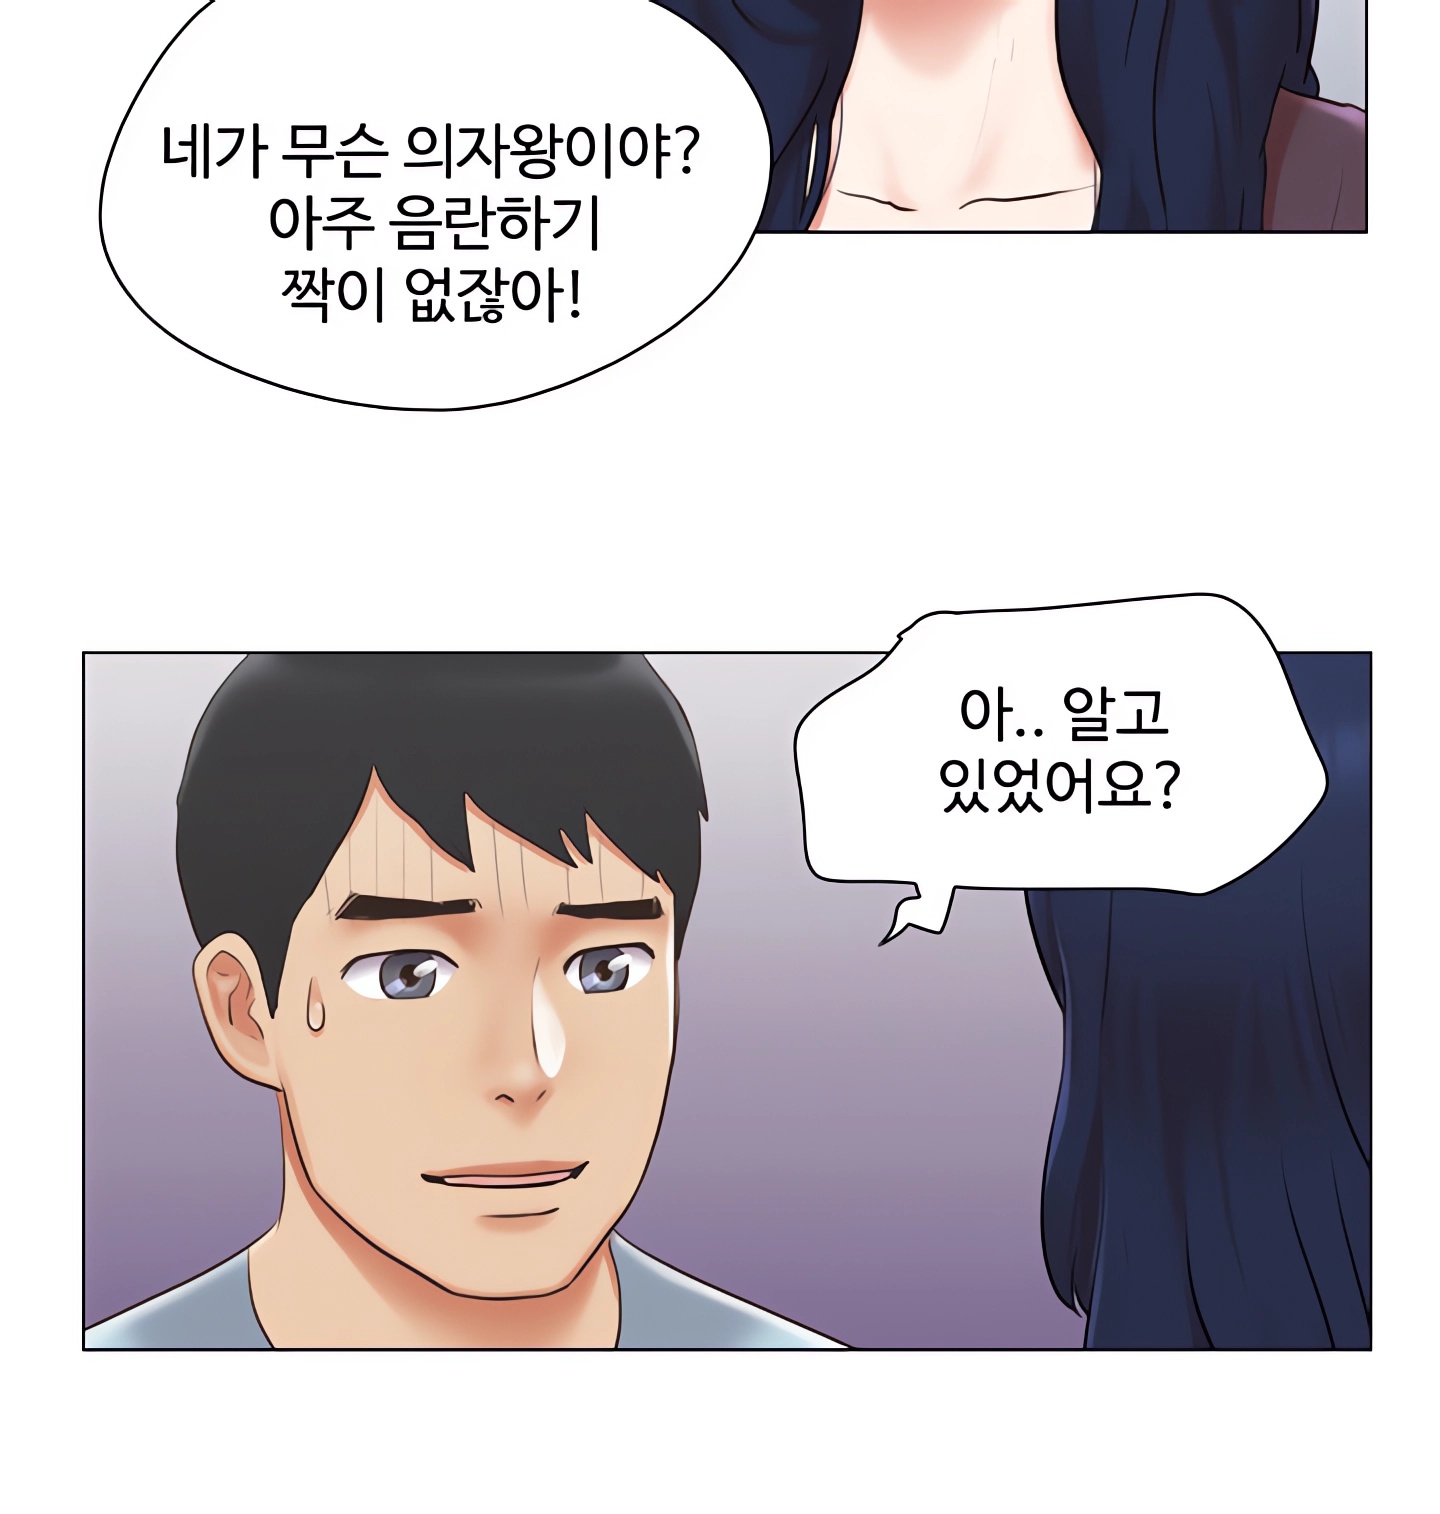 네가 무슨 의자왕이야?
아주 음란하기
짝이 없잖아!
아.. 알고
있었어요?